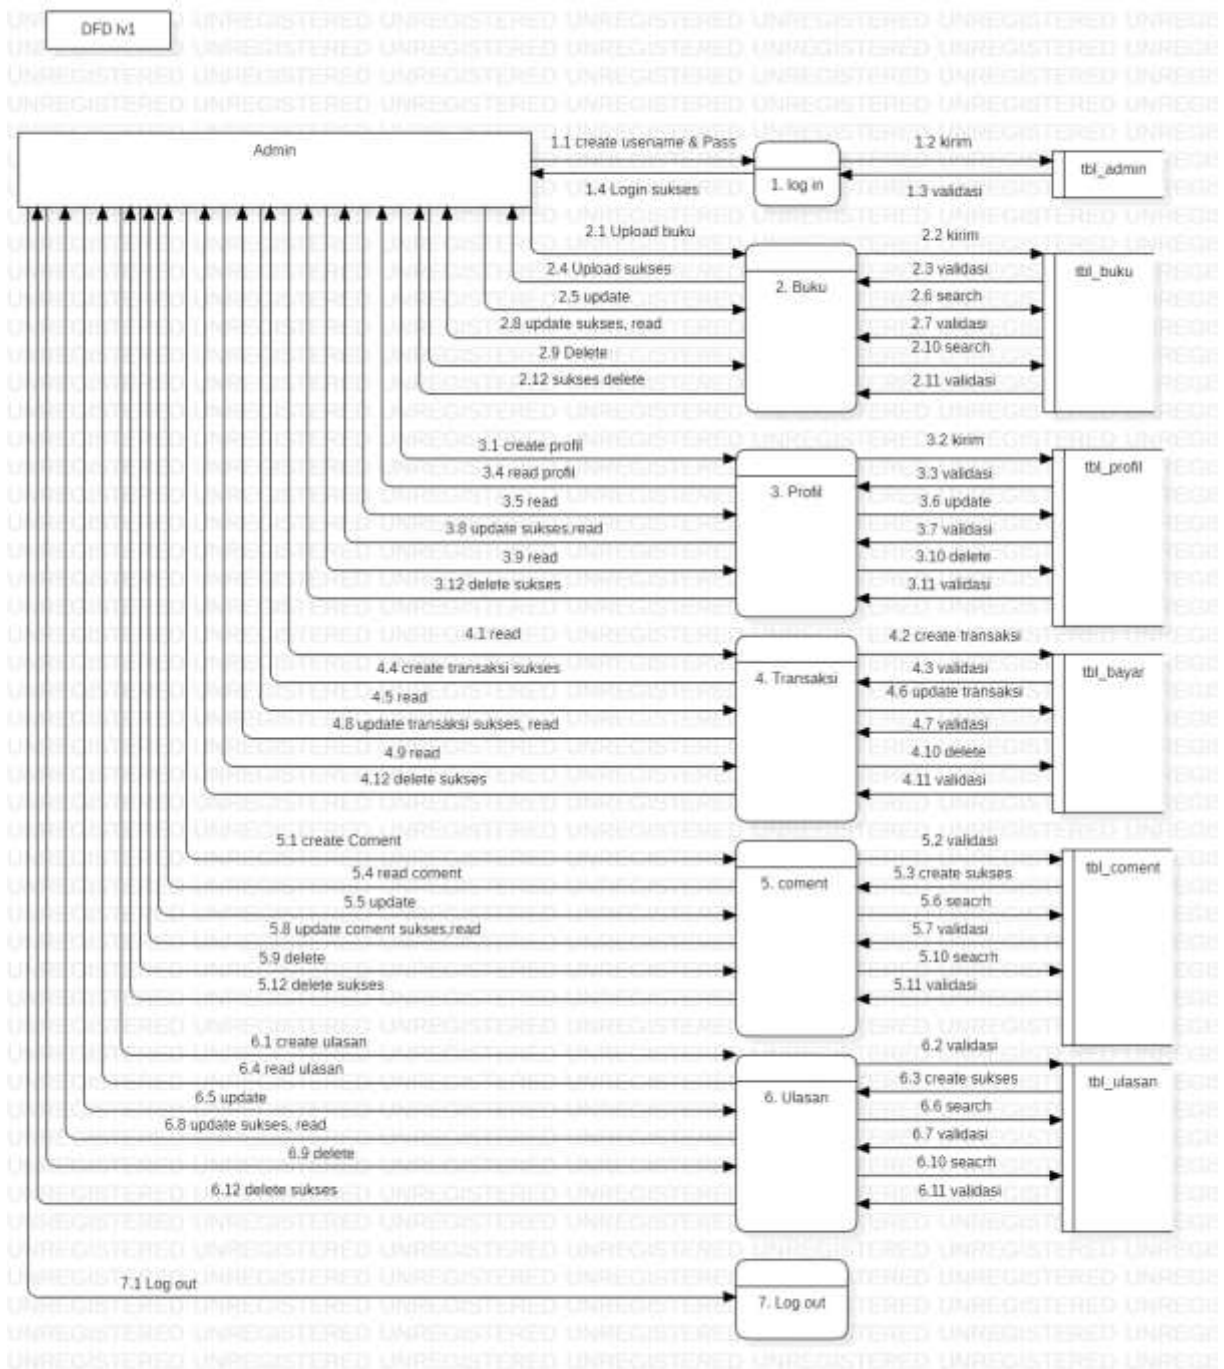 DFD lv1
UNREGISTERED
Admin
1.1 create usename & Pass
1.2 kirim
1. log in
tbl_admin
1.4 Login sukses
1.3 validasi
2.1 Upload buku
2.2 kirim
2.4 Upload sukses
2.3 validasi
tbl_buku
2. Buku
2.5 update
2.6 search
2.8 update sukses, read
2.7 validasi
2.9 Delete
2.10 search
2.12 sukses delete
2.11 validasi
3.1 create profil
3.2 kirim
3.4 read profil
3.3 validasi
tbl_profil
3. Profil
3.5 read
3.6 update
3.8 update sukses,read
3.7 validasi
3.9 read
3.10 delete
3.12 delete sukses
3.11 validasi
4.1 read
4.2 create transaksi
4.4 create transaksi sukses
4.3 validasi
tbl_bayar
4. Transaksi
4.5 read
4.6 update transaksi
4.8 update transaksi sukses, read
4.7 validasi
4.9 read
4.10 delete
4.12 delete sukses
4.11 validasi
5.1 create Coment
5.2 validasi
5.4 read coment
5.3 create sukses
tbl_coment
5. coment
5.5 update
5.6 seacrh
5.8 update coment sukses,read
5.7 validasi
5.9 delete
5.10 seacrh
5.12 delete sukses
5.11 validasi
6.1 create ulasan
6.2 validasi
6.4 read ulasan
6.3 create sukses
tbl_ulasan
6. Ulasan
6.5 update
6.6 search
6.8 update sukses, read
6.7 validasi
6.9 delete
6.10 seacrh
6.12 delete sukses
6.11 validasi
7.1 Log out
7. Log out